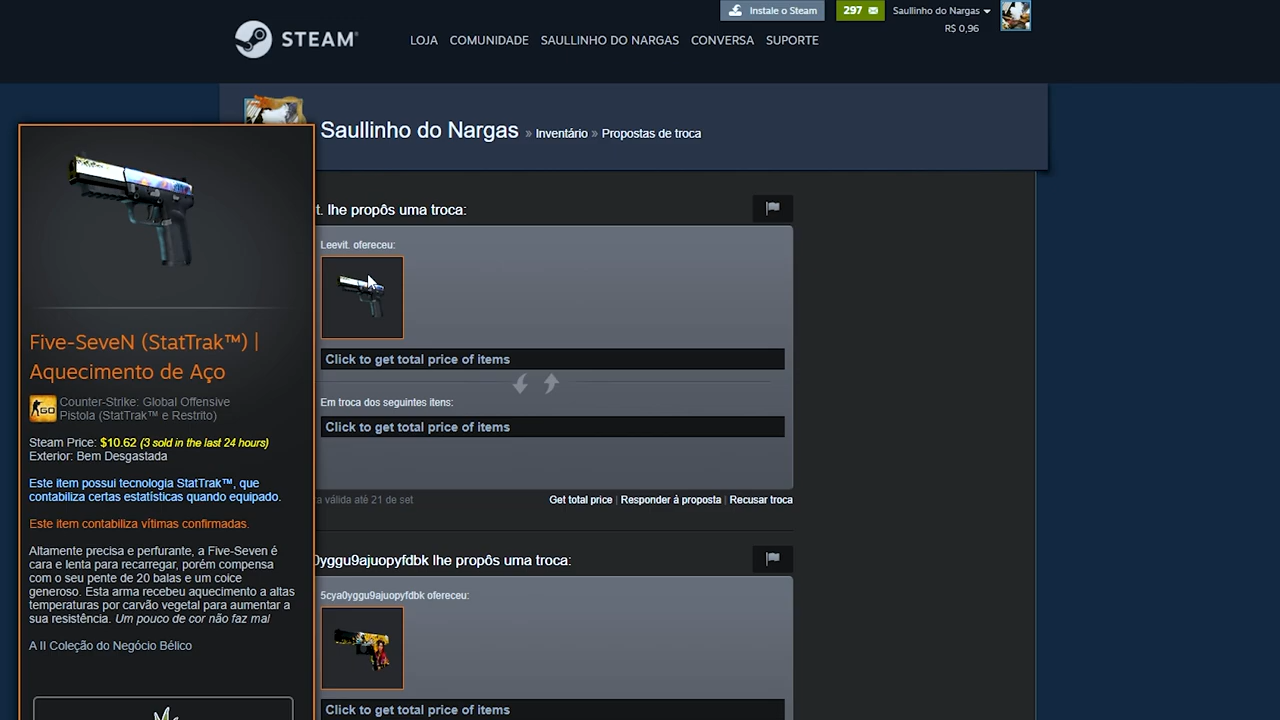 Instale o Steam
297
Saullinho do Nargas
R$ 0,96
STEAM
LOJA COMUNIDADE SAULLINHO DO NARGAS CONVERSA SUPORTE
Saullinho do Nargas » Inventário » Propostas de troca
t. lhe propôs uma troca:
Leevit. ofereceu:
Click to get total price of items
Em troca dos seguintes itens:
Click to get total price of items
a válida até 21 de set
Get total price | Responder à proposta | Recusar troca
0yggu9ajuopyfdbk lhe propôs uma troca:
5cya0yggu9ajuopyfdbk ofereceu:
Click to get total price of items
Five-SeveN (StatTrak™) |
Aquecimento de Aço
GO
Counter-Strike: Global Offensive
Pistola (StatTrak™ e Restrito)
Steam Price: $10.62 (3 sold in the last 24 hours)
Exterior: Bem Desgastada
Este item possui tecnologia StatTrak™, que
contabiliza certas estatísticas quando equipado.
Este item contabiliza vítimas confirmadas.
Altamente precisa e perfurante, a Five-Seven é
cara e lenta para recarregar, porém compensa
com o seu pente de 20 balas e um coice
generoso. Esta arma recebeu aquecimento a altas
temperaturas por carvão vegetal para aumentar a
sua resistência. Um pouco de cor não faz mal
A II Coleção do Negócio Bélico